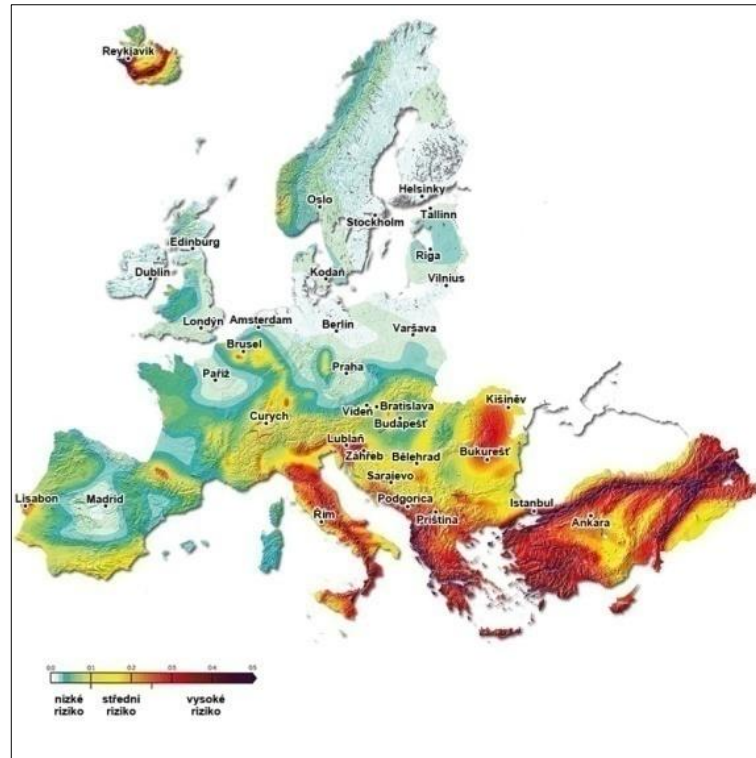 Reykjavik
Oslo
Helsinky
Stockholm
Tallinn
Edinburg
Riga
Dublin
Kodaň
Vilnius
Londýn
Amsterdam
Berlín
Varšava
Brusel
Paříž
Praha
Kišiněv
Vídeň
Bratislava
Curych
Budapešť
Lublaň
Záhřeb
Bělehrad
Bukurešť
Lisabon
Madrid
Sarajevo
Řím
Podgorica
Istanbul
Priština
Ankara
0.0 0.1 0.2 0.3 0.4 0.5
nízké střední vysoké
riziko riziko riziko